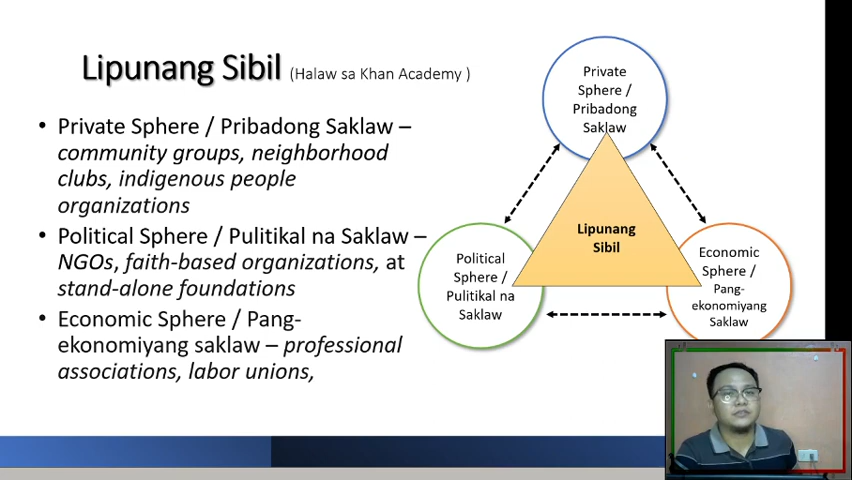 Lipunang Sibil (Halaw sa Khan Academy )
• Private Sphere / Pribadong Saklaw –
community groups, neighborhood
clubs, indigenous people
organizations
• Political Sphere / Pulitikal na Saklaw –
NGOs, faith-based organizations, at
stand-alone foundations
• Economic Sphere / Pang-
ekonomiyang saklaw – professional
associations, labor unions,
Private
Sphere /
Pribadong
Saklaw
Lipunang
Sibil
Political
Sphere /
Pulitikal na
Saklaw
Economic
Sphere /
Pang-
ekonomiyang
Saklaw